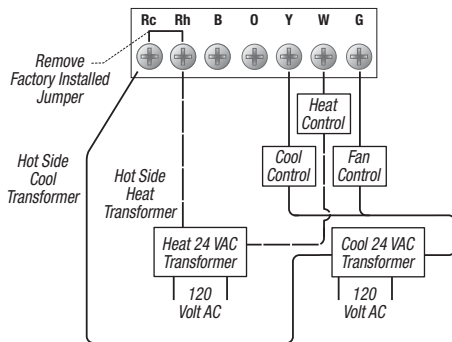 Rc Rh B O Y W G
Remove
Factory Installed
Jumper
Heat
Control
Hot Side
Cool
Transformer
Hot Side
Heat
Transformer
Cool
Control
Fan
Control
Heat 24 VAC
Transformer
Cool 24 VAC
Transformer
120
Volt AC
120
Volt AC